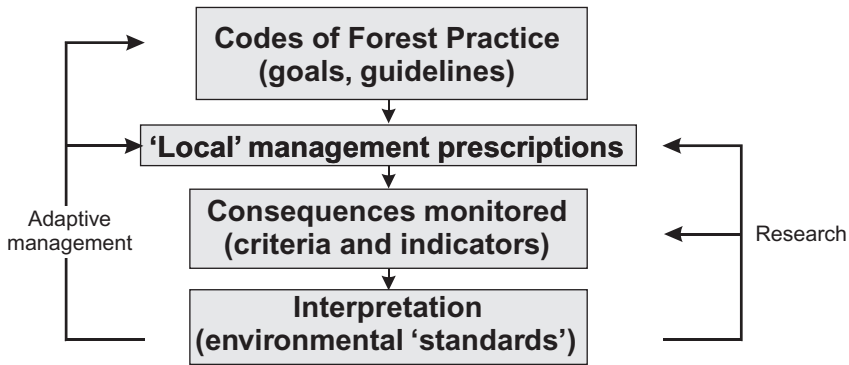 Codes of Forest Practice
(goals, guidelines)
‘Local’ management prescriptions
Consequences monitored
(criteria and indicators)
Interpretation
(environmental ‘standards’)
Adaptive
management
Research